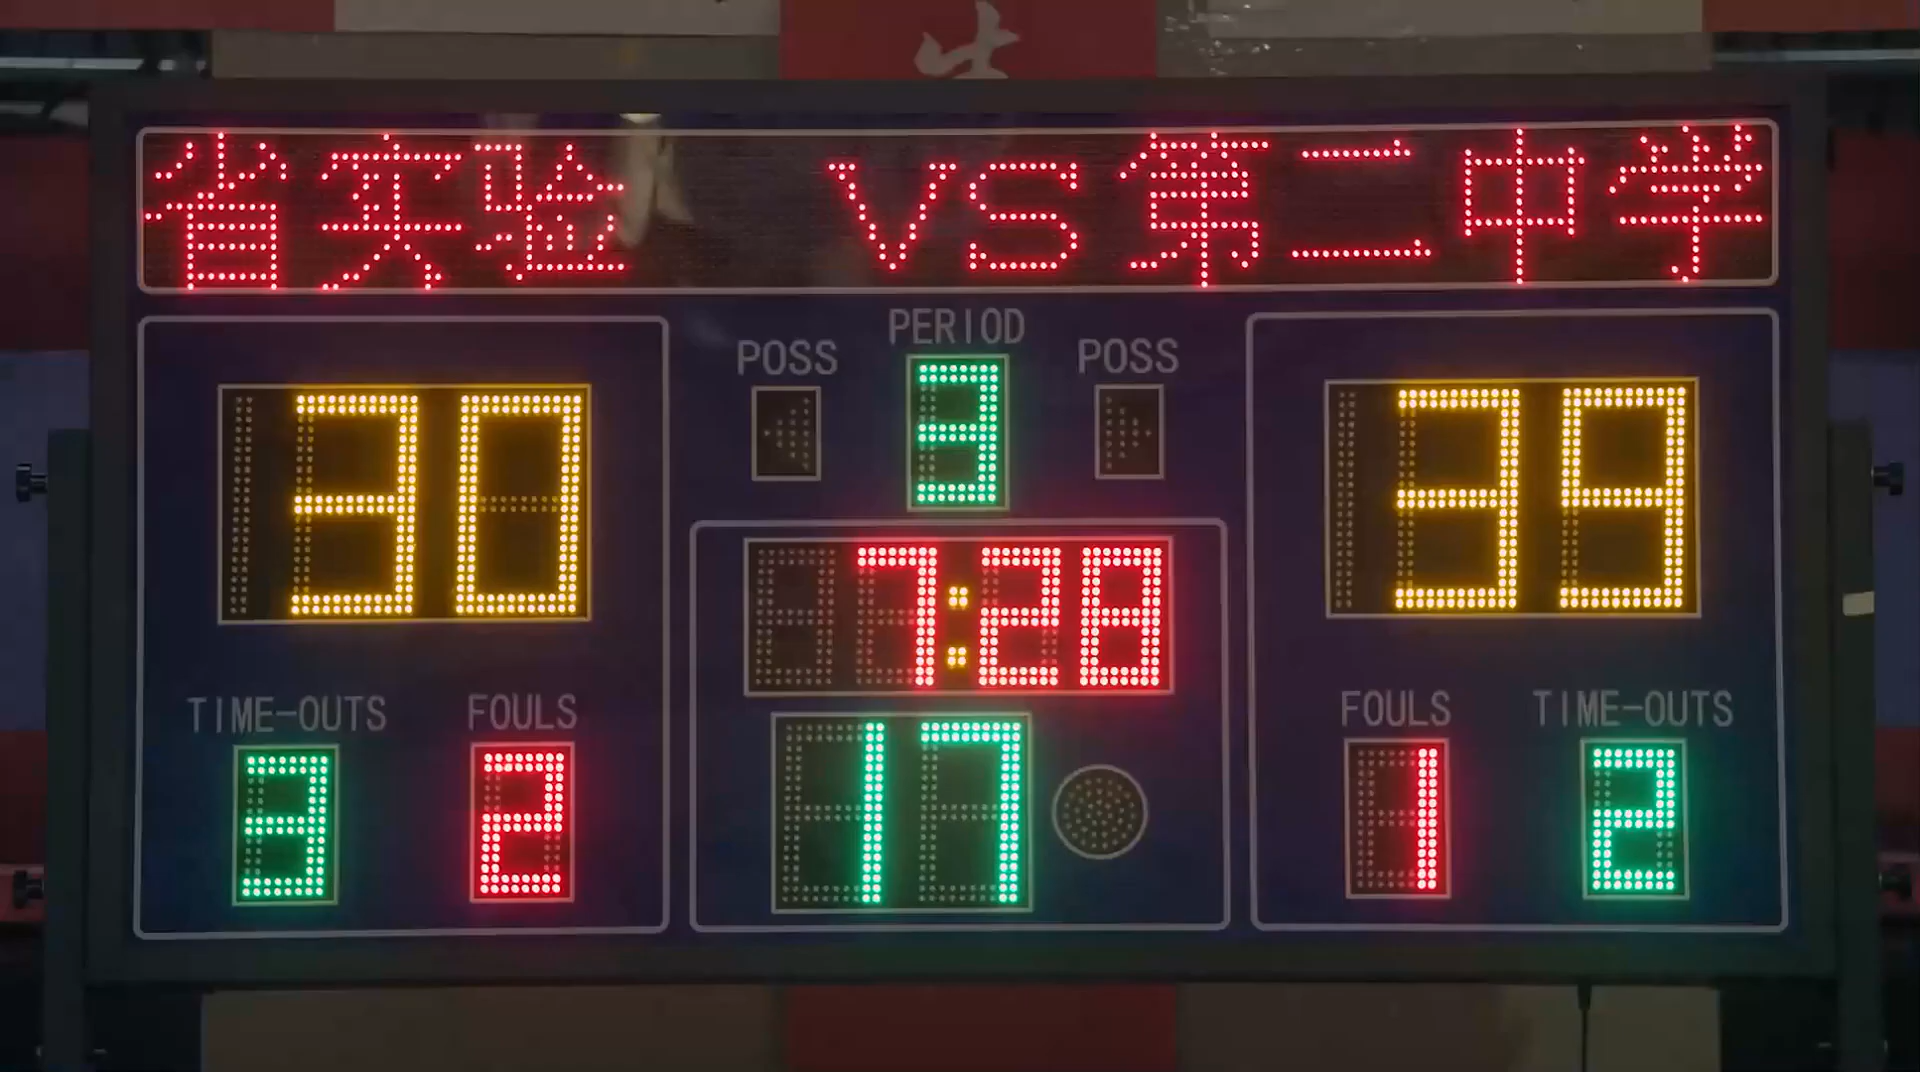 省实验 VS 第二中学
PERIOD
POSS 3 POSS
30 39
7:28
TIME-OUTS FOULS FOULS TIME-OUTS
3 2 17 1 2